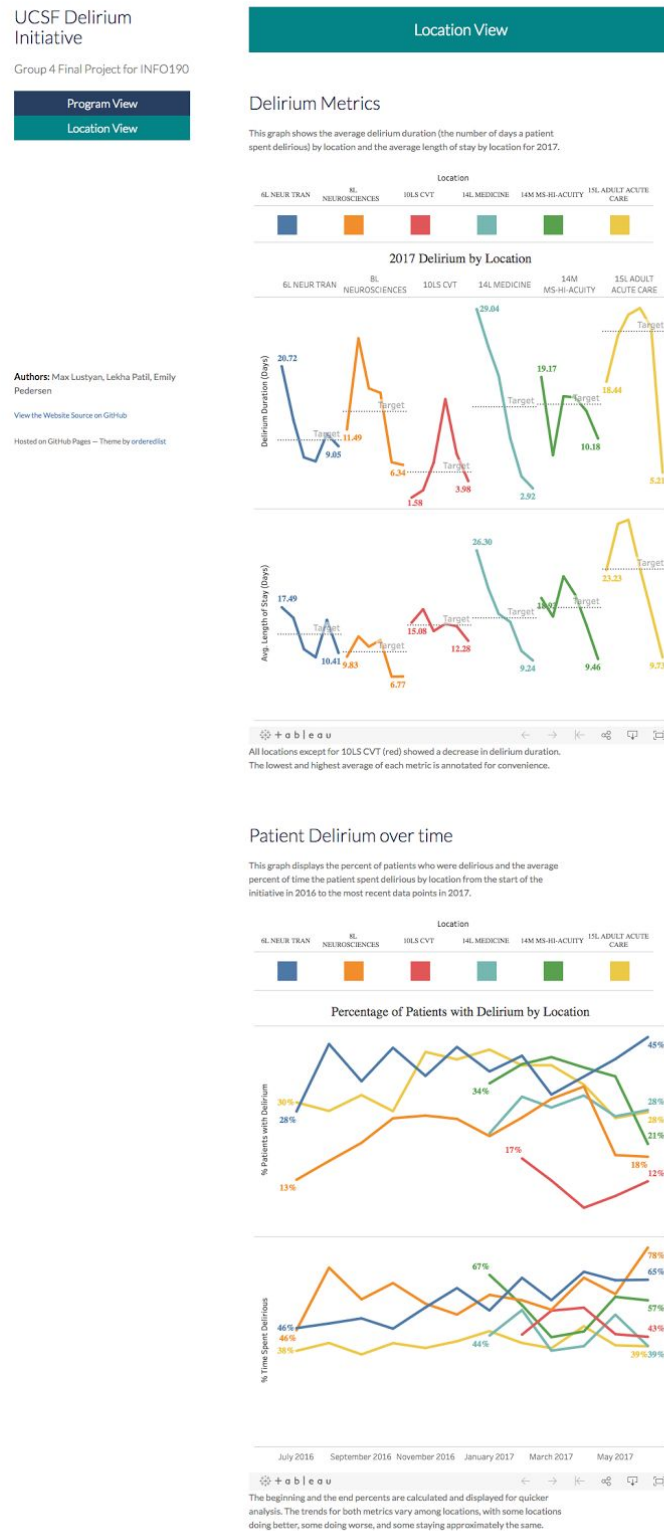 UCSF Delirium
Initiative
Group 4 Final Project for INFO190
Program View
Location View
Authors: Max Lustyan, Lekha Patil, Emily
Pedersen
View the Website Source on GitHub
Hosted on GitHub Pages — Theme by orderedlist
Location View
Delirium Metrics
This graph shows the average delirium duration (the number of days a patient
spent delirious) by location and the average length of stay by location for 2017.
Location
6L NEUR TRAN
8L NEUROSCIENCES
10LS CVT
14L MEDICINE
14M MS-HI-ACUITY
15L ADULT ACUTE CARE
2017 Delirium by Location
6L NEUR TRAN
8L NEUROSCIENCES
10LS CVT
14L MEDICINE
14M MS-HI-ACUITY
15L ADULT ACUTE CARE
Delirium Duration (Days)
20.72
Target
9.05
11.49
Target
6.34
1.58
Target
3.98
29.04
Target
2.92
19.17
Target
10.18
18.44
Target
5.21
Avg. Length of Stay (Days)
17.49
Target
10.41
9.83
Target
6.77
15.08
Target
12.28
26.30
Target
9.24
Target
9.46
23.23
Target
9.73
+ a b | e a u
All locations except for 10LS CVT (red) showed a decrease in delirium duration.
The lowest and highest average of each metric is annotated for convenience.
Patient Delirium over time
This graph displays the percent of patients who were delirious and the average
percent of time the patient spent delirious by location from the start of the
initiative in 2016 to the most recent data points in 2017.
Location
6L NEUR TRAN
8L NEUROSCIENCES
10LS CVT
14L MEDICINE
14M MS-HI-ACUITY
15L ADULT ACUTE CARE
Percentage of Patients with Delirium by Location
% Patients with Delirium
30%
28%
13%
34%
17%
45%
28%
28%
21%
18%
12%
% Time Spent Delirious
46%
46%
38%
67%
44%
78%
65%
57%
43%
39%
39%
July 2016
September 2016
November 2016
January 2017
March 2017
May 2017
+ a b | e a u
The beginning and the end percents are calculated and displayed for quicker
analysis. The trends for both metrics vary among locations, with some locations
doing better, some doing worse, and some staying approximately the same.